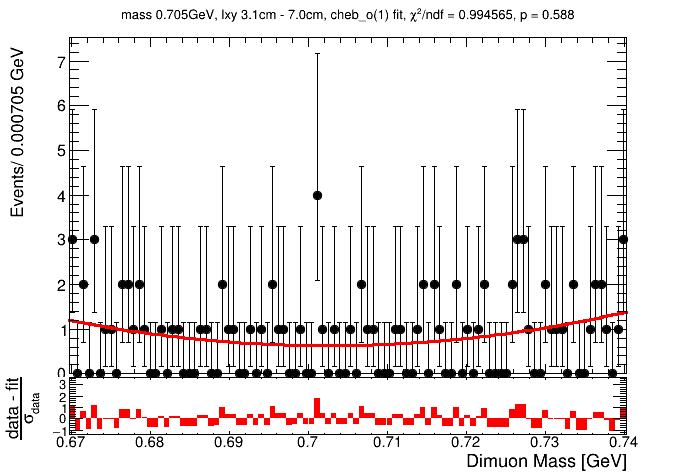 mass 0.705GeV, lxy 3.1cm - 7.0cm, cheb_o(1) fit, χ²/ndf = 0.994565, p = 0.588
Events/ 0.000705 GeV
7
6
5
4
3
2
1
0
data - fit
σdata
3
2
1
0
−1
0.67 0.68 0.69 0.7 0.71 0.72 0.73 0.74
Dimuon Mass [GeV]